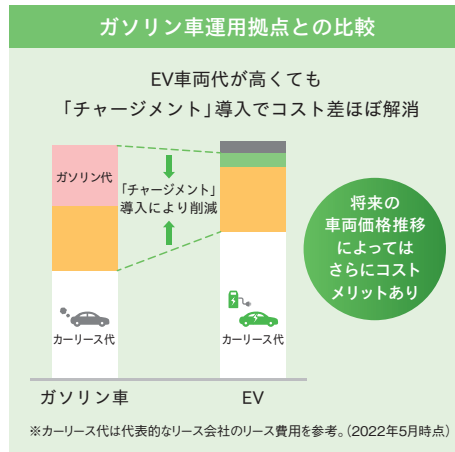 ガソリン車運用拠点との比較
EV車両代が高くても
「チャージメント」導入でコスト差ほぼ解消
ガソリン代
「チャージメント」
導入により削減
カーリース代
カーリース代
将来の
車両価格推移
によっては
さらにコスト
メリットあり
ガソリン車
EV
※カーリース代は代表的なリース会社のリース費用を参考。(2022年5月時点)